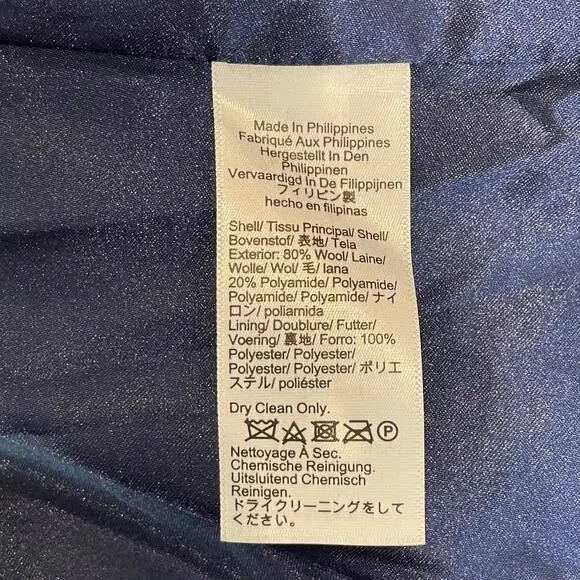 Made In Philippines
Fabriqué Aux Philippines
Hergestellt In Den
Philippinen
Vervaardigd In De Filippijnen
フィリピン製
hecho en filipinas
Shell/ Tissu Principal/ Shell/
Bovenstof/ 表地/ Tela
Exterior: 80% Wool/ Laine/
Wolle/ Wol/ 毛/ lana
20% Polyamide/ Polyamide/
Polyamide/ Polyamide/ ナイ
ロン/ poliamida
Lining/ Doublure/ Futter/
Voering/ 裏地/ Forro: 100%
Polyester/ Polyester/
Polyester/ Polyester/ ポリエ
ステル/ poliéster
Dry Clean Only.
P
Nettoyage À Sec.
Chemische Reinigung.
Uitsluitend Chemisch
Reinigen.
ドライクリーニングをして
ください。